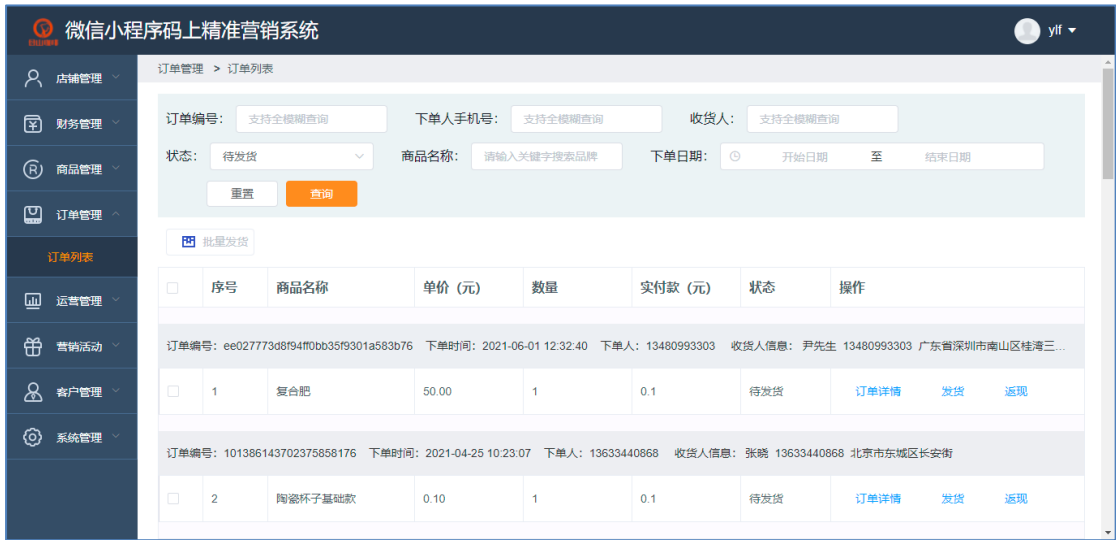 微信小程序码上精准营销系统
ylf
店铺管理
财务管理
商品管理
订单管理
订单列表
运营管理
营销活动
客户管理
系统管理
订单管理 > 订单列表
订单编号： 支持全模糊查询 下单人手机号： 支持全模糊查询 收货人： 支持全模糊查询
状态： 待发货 商品名称： 请输入关键字搜索品牌 下单日期： 开始日期 至 结束日期
重置 查询
批量发货
序号 商品名称 单价（元） 数量 实付款（元） 状态 操作
订单编号：ee027773d8f94ff0bb35f9301a583b76 下单时间：2021-06-01 12:32:40 下单人：13480993303 收货人信息： 尹先生 13480993303 广东省深圳市南山区桂湾三...
1 复合肥 50.00 1 0.1 待发货 订单详情 发货 返现
订单编号：101386143702375858176 下单时间：2021-04-25 10:23:07 下单人：13633440868 收货人信息： 张晓 13633440868 北京市东城区长安街
2 陶瓷杯子基础款 0.10 1 0.1 待发货 订单详情 发货 返现